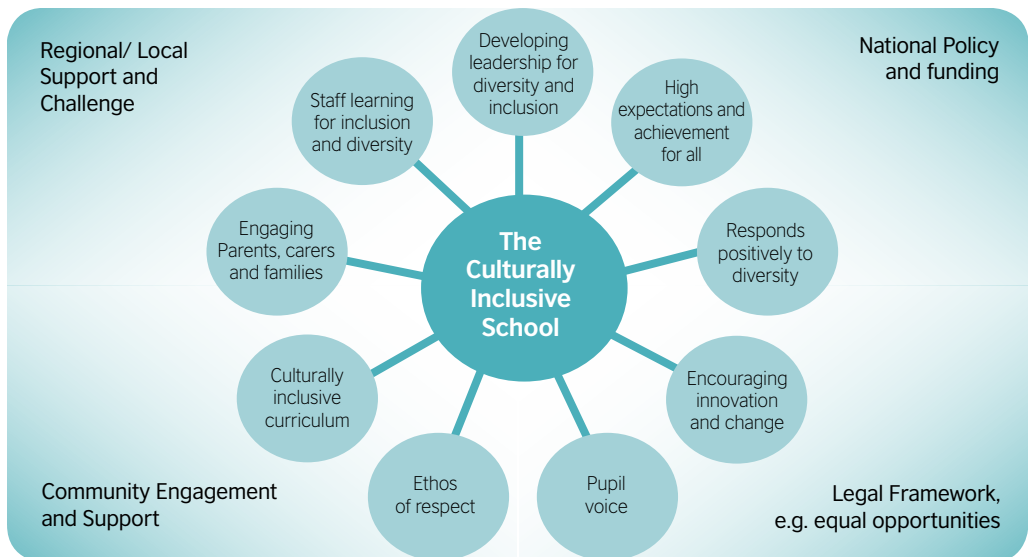 Regional/ Local
Support and
Challenge
National Policy
and funding
Developing
leadership for
diversity and
inclusion
High
expectations and
achievement
for all
Responds
positively to
diversity
Encouraging
innovation
and change
Pupil
voice
Ethos
of respect
Culturally
inclusive
curriculum
Engaging
Parents, carers
and families
Staff learning
for inclusion
and diversity
The
Culturally
Inclusive
School
Community Engagement
and Support
Legal Framework,
e.g. equal opportunities